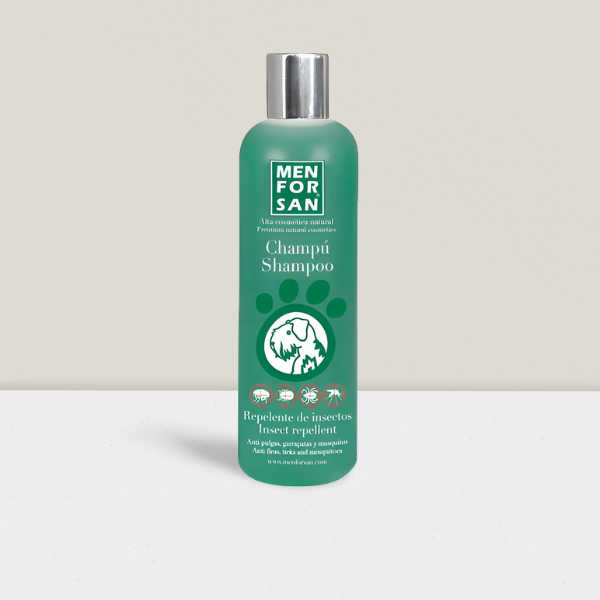 MEN
FOR
SAN
Alta cosmética natural
Premium natural cosmetics
Champú
Shampoo
Repelente de insectos
Insect repellent
Anti pulgas, garrapatas y mosquitos
Anti fleas, ticks and mosquitoes
www.menforsan.com